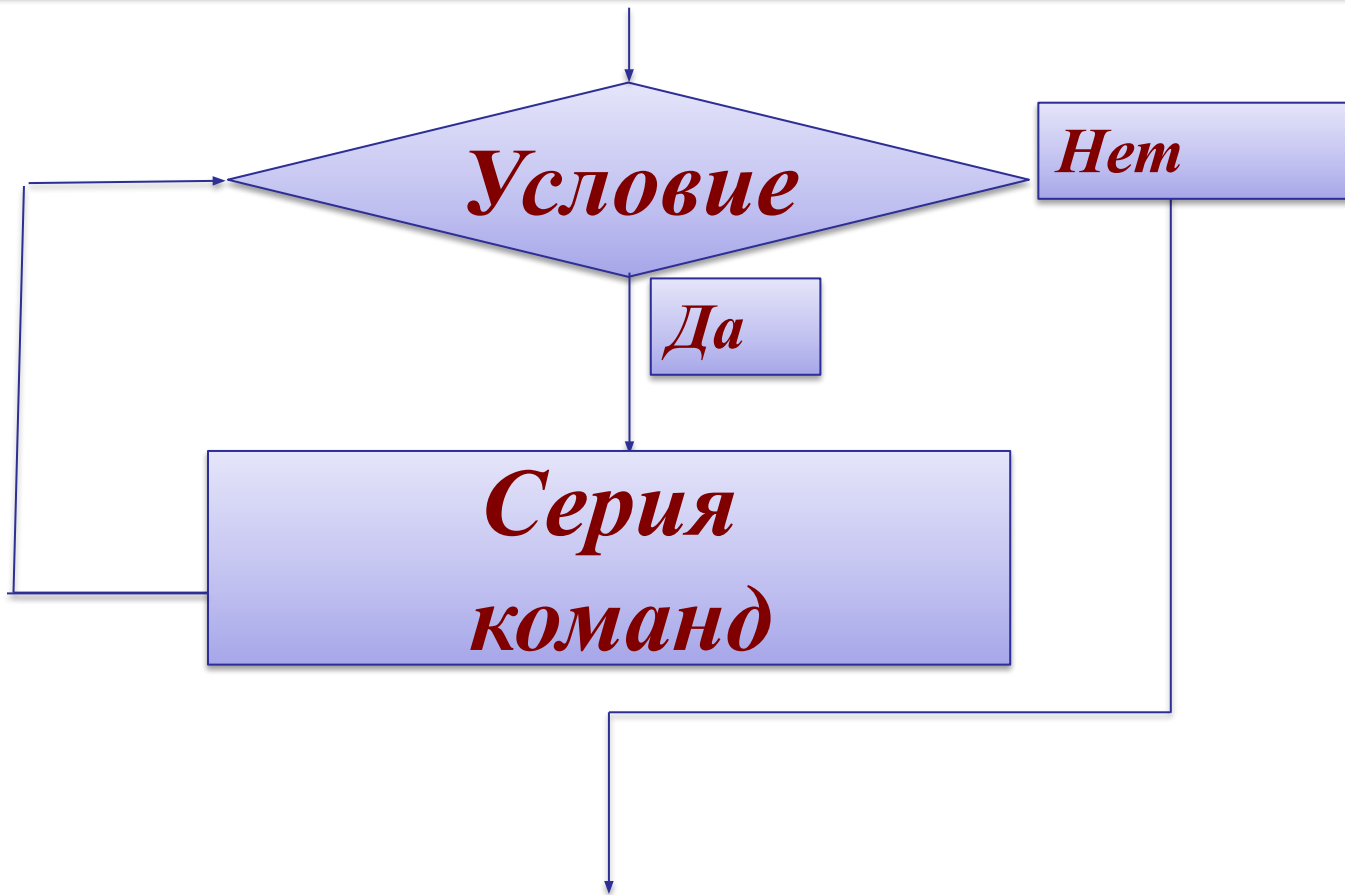 Условие
Нет
Да
Серия
команд